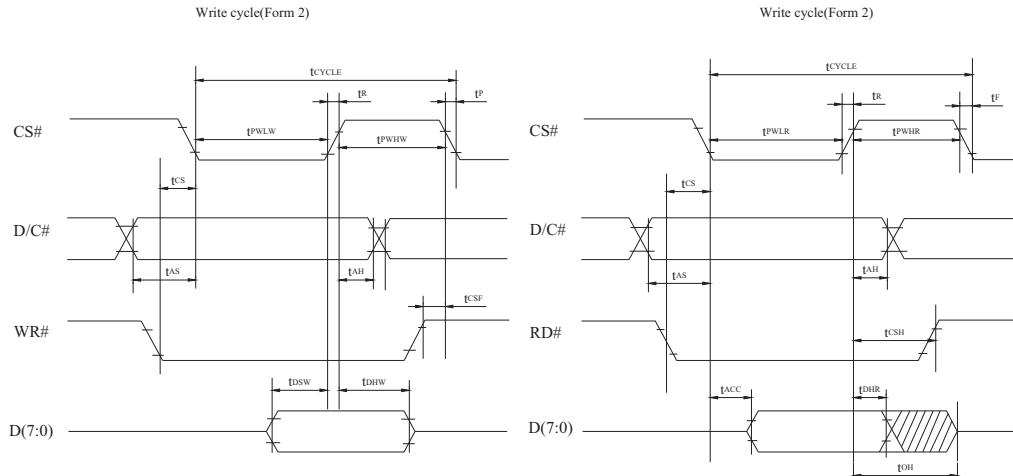 Write cycle(Form 2)
tCYCLE
tR
tP
CS#
tPWLW
tPWHW
tCS
D/C#
tAS
tAH
tCSF
WR#
tDSW
tDHW
D(7:0)
Write cycle(Form 2)
tCYCLE
tR
tF
CS#
tPWLR
tPWHR
tCS
D/C#
tAS
tAH
RD#
tCSH
tACC
tDHR
D(7:0)
tOH